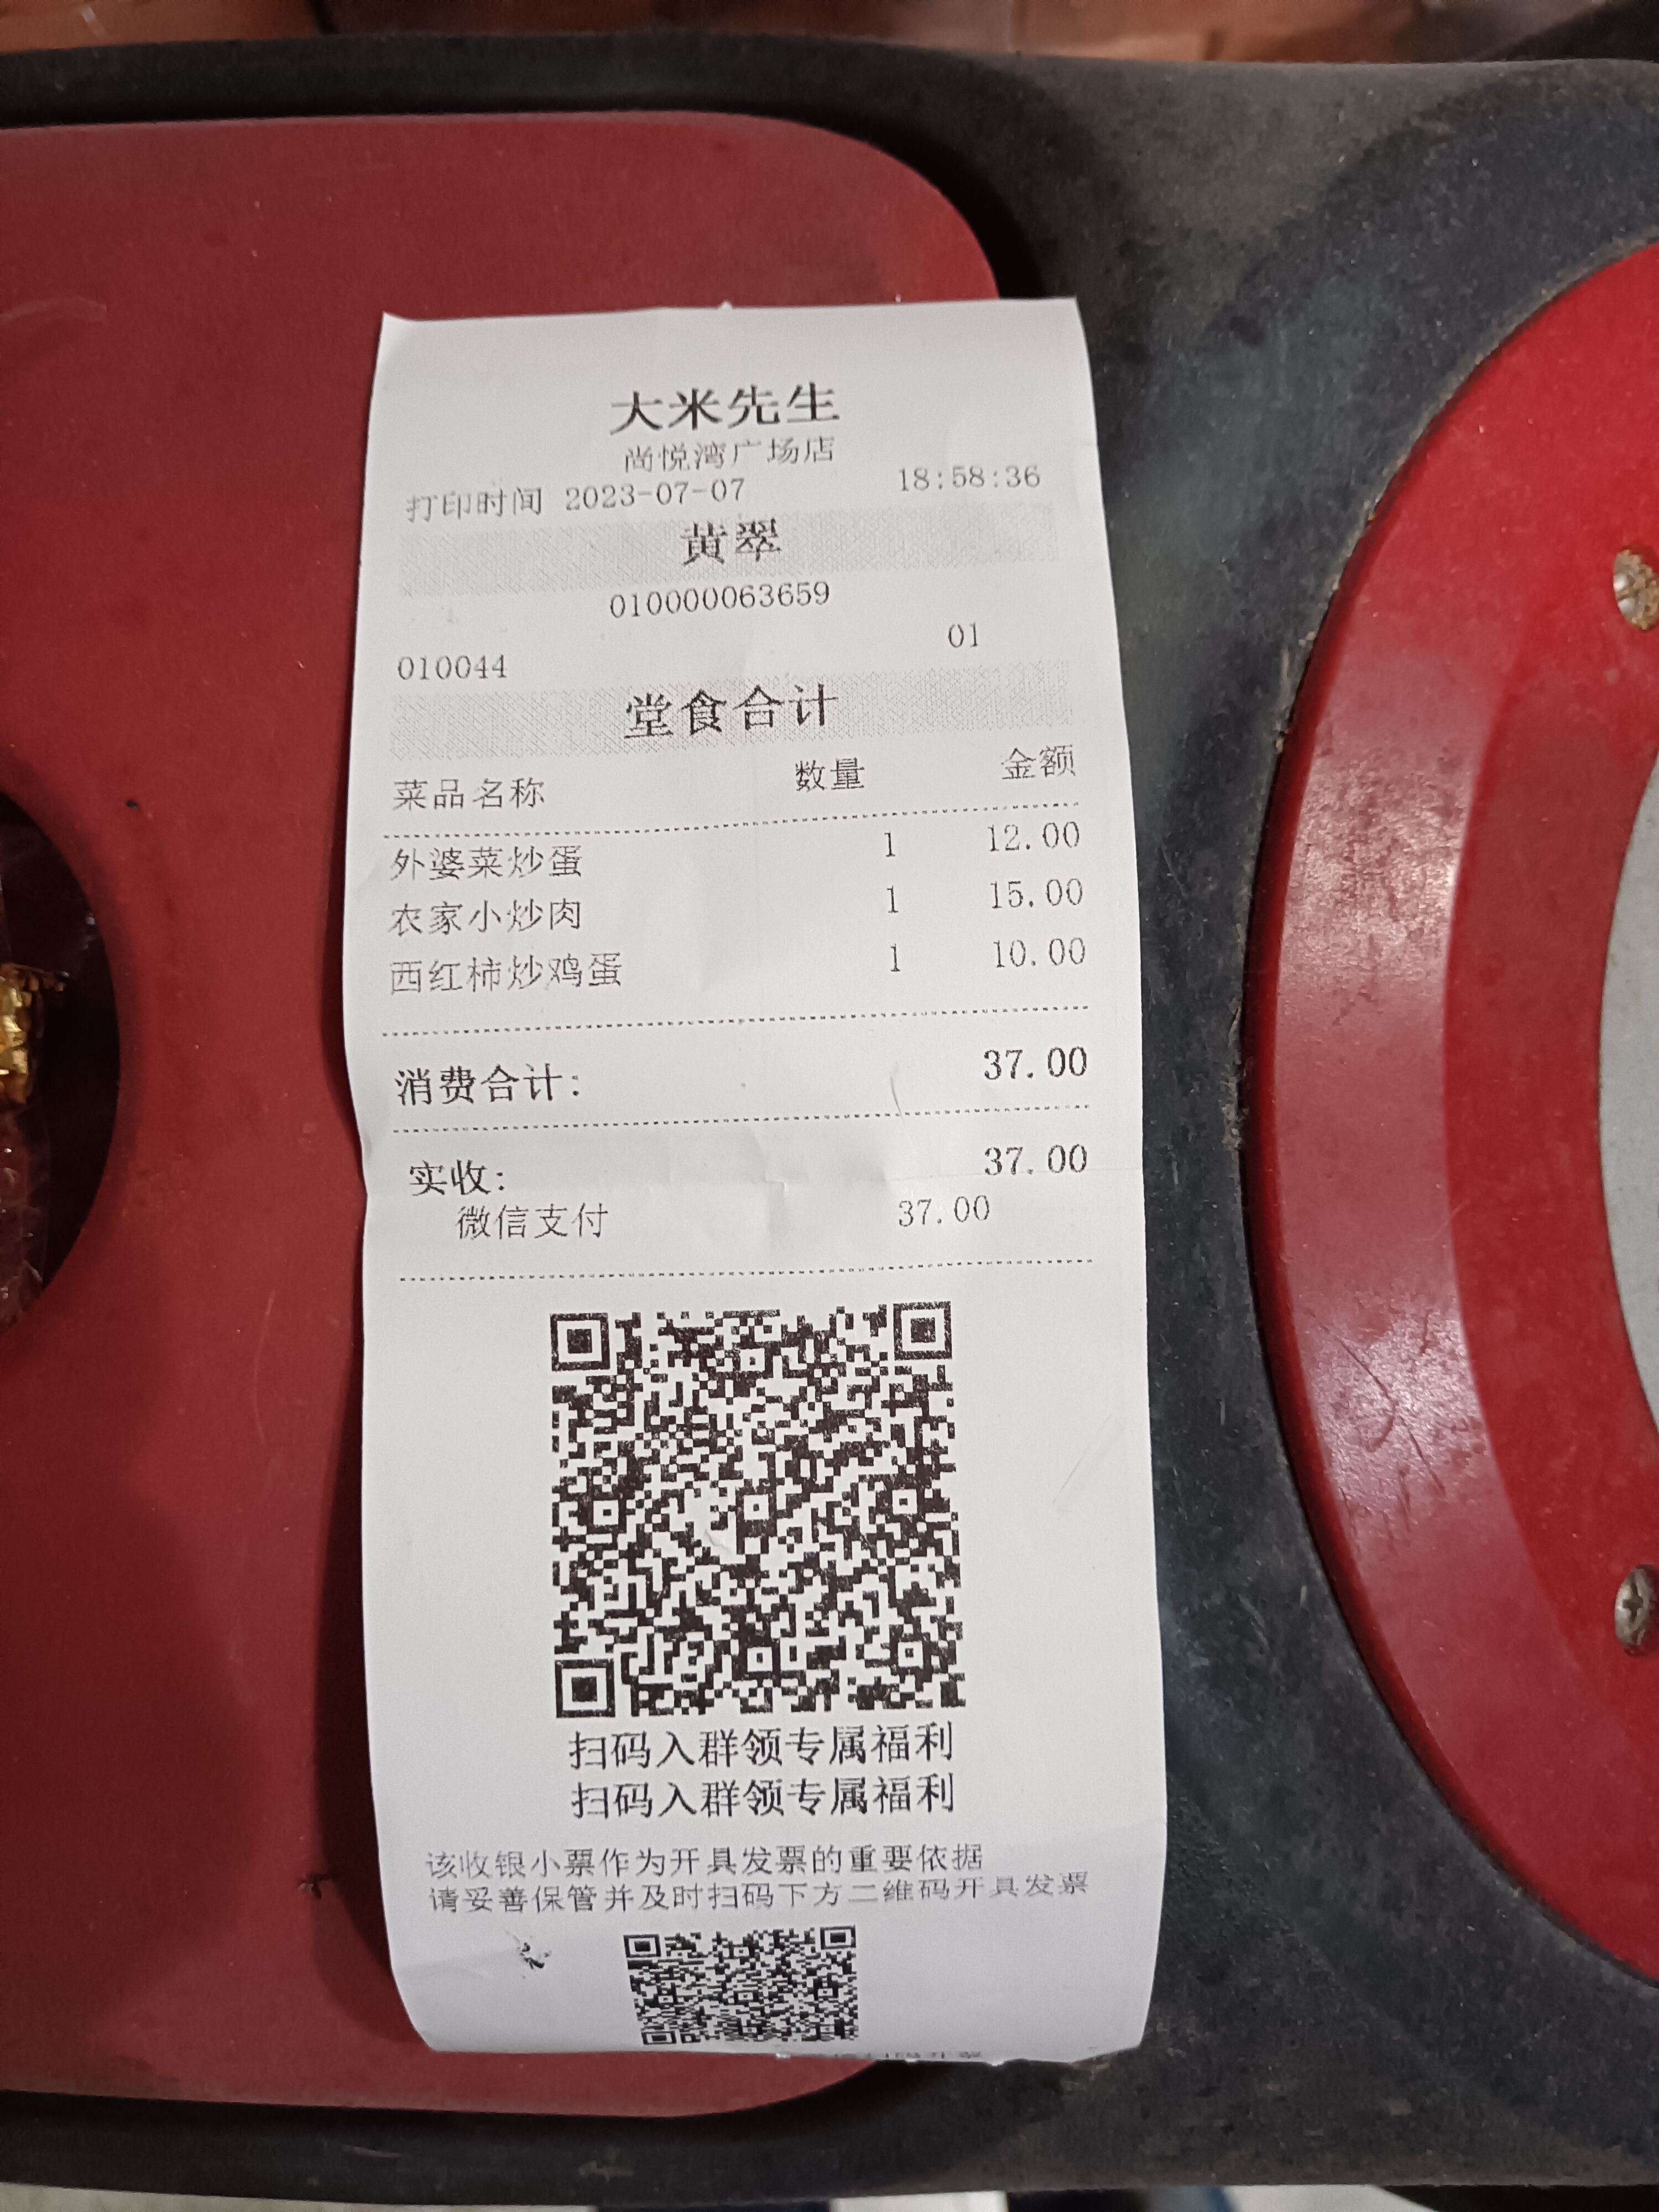 大米先生
尚悦湾广场店
打印时间 2023-07-07 18:58:36
黄翠
010000063659
010044 01
堂食合计
菜品名称 数量 金额
外婆菜炒蛋 1 12.00
农家小炒肉 1 15.00
西红柿炒鸡蛋 1 10.00
消费合计: 37.00
实收: 37.00
微信支付 37.00
扫码入群领专属福利
扫码入群领专属福利
该收银小票作为开具发票的重要依据
请妥善保管并及时扫码下方二维码开具发票